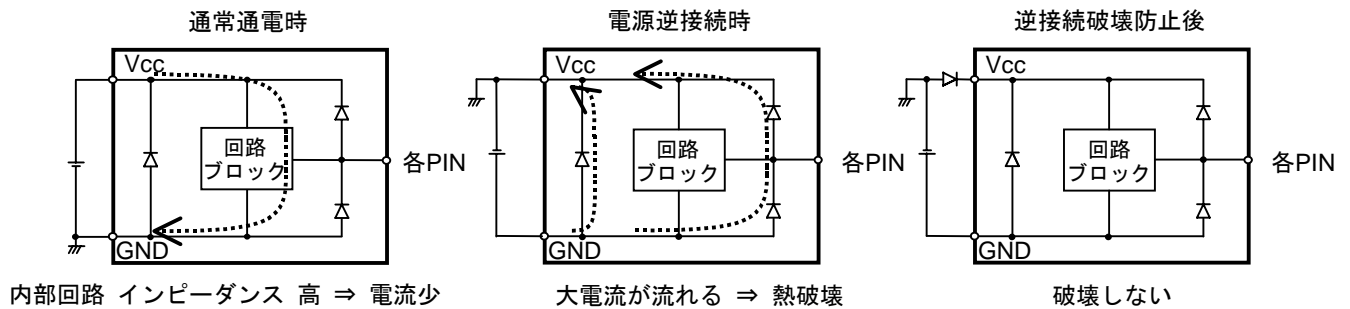 通常通電時
Vcc
回路
ブロック
各PIN
GND
内部回路 インピーダンス 高 ⇒ 電流少
電源逆接続時
Vcc
回路
ブロック
各PIN
GND
大電流が流れる ⇒ 熱破壊
逆接続破壊防止後
Vcc
回路
ブロック
各PIN
GND
破壊しない